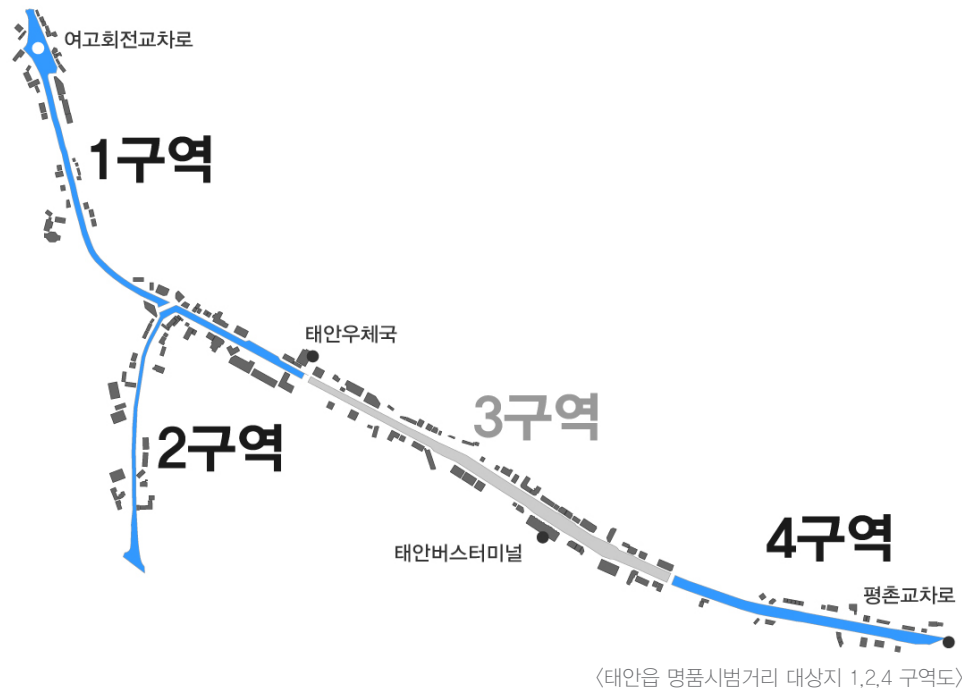 여고회전교차로
1구역
태안우체국
3구역
2구역
4구역
태안버스터미널
평촌교차로
<태안읍 명품시범거리 대상지 1,2,4 구역도>